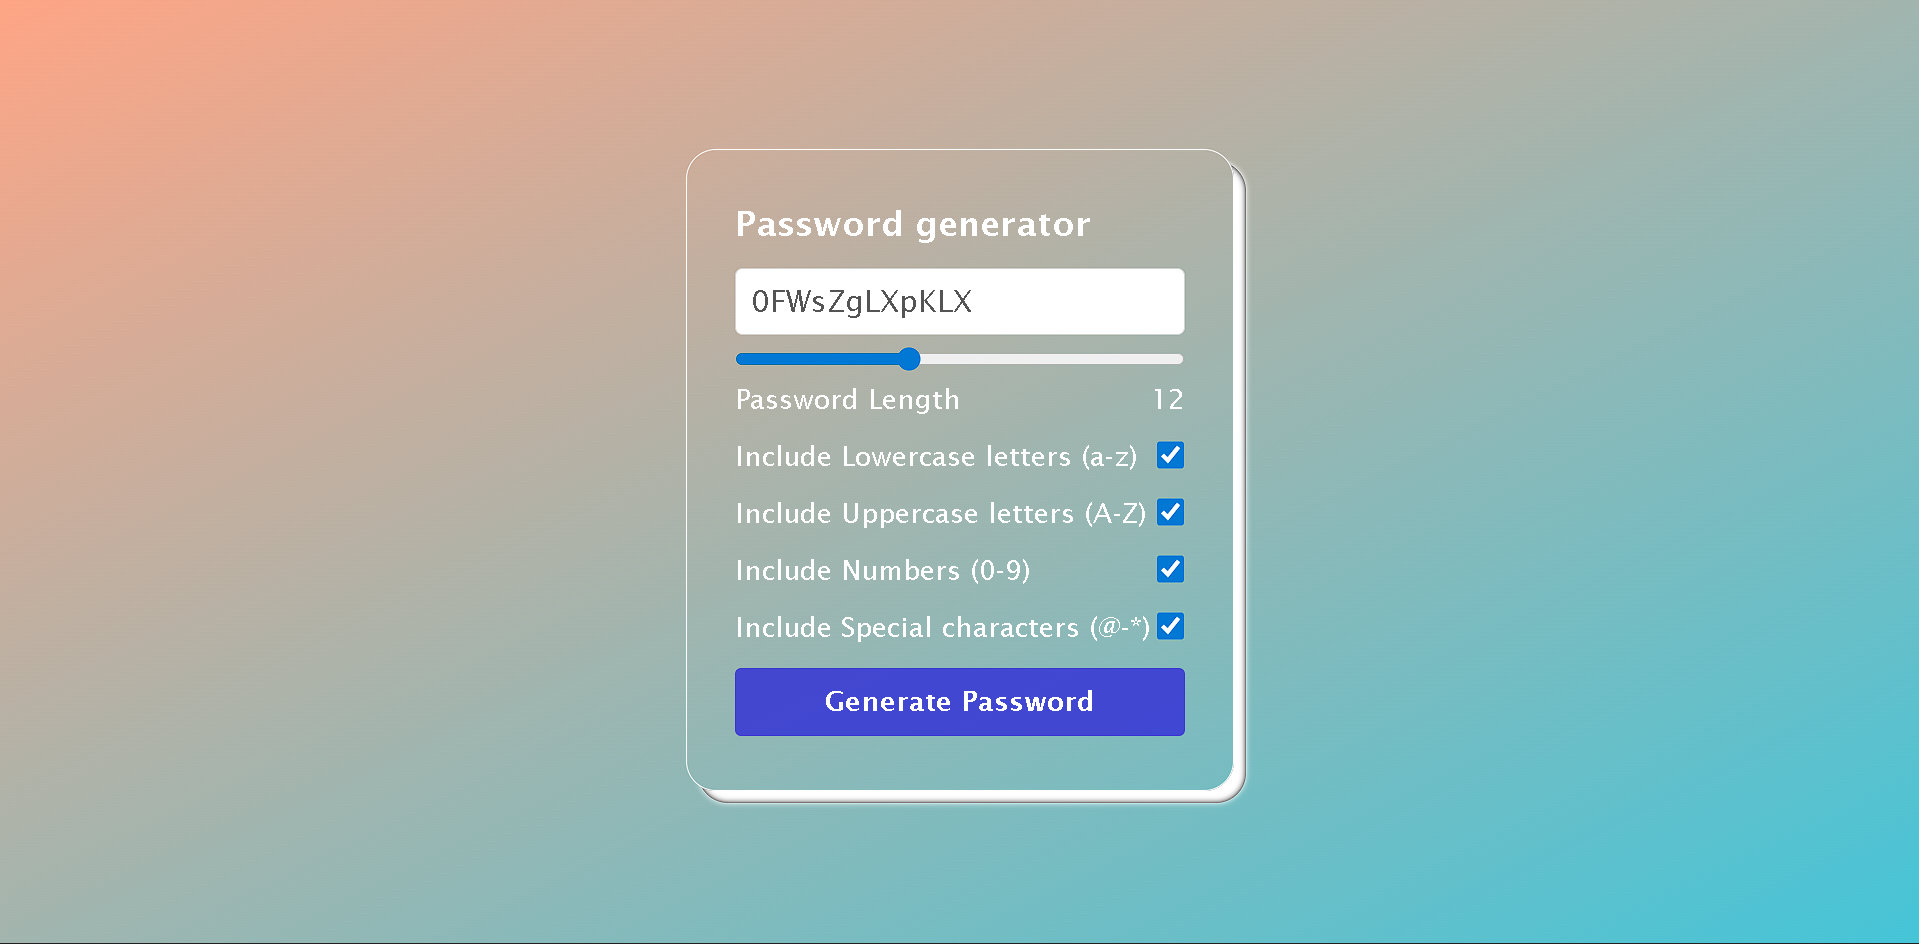 Password generator
0FWsZgLXpKLX
Password Length 12
Include Lowercase letters (a-z)
Include Uppercase letters (A-Z)
Include Numbers (0-9)
Include Special characters (@-*)
Generate Password